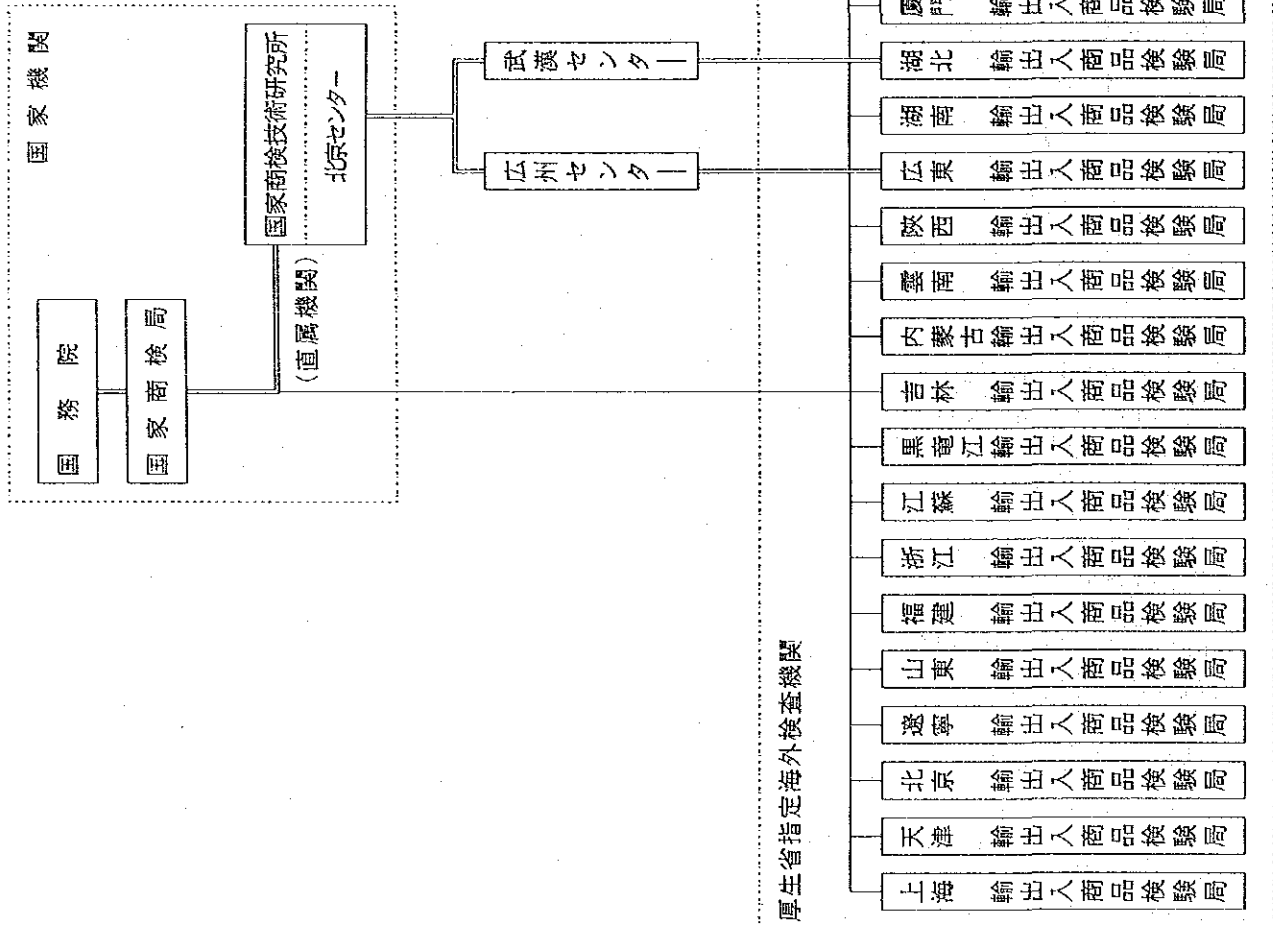 国家機関
国務院
国家商検局
(直属機関)
国家商検技術研究所
北京センター
武漢センター
広州センター
厚生省指定海外検査機関
上海 輸出入商品検験局
天津 輸出入商品検験局
北京 輸出入商品検験局
遼寧 輸出入商品検験局
山東 輸出入商品検験局
福建 輸出入商品検験局
浙江 輸出入商品検験局
江蘇 輸出入商品検験局
黒竜江輸出入商品検験局
吉林 輸出入商品検験局
内蒙古輸出入商品検験局
雲南 輸出入商品検験局
陝西 輸出入商品検験局
広東 輸出入商品検験局
湖南 輸出入商品検験局
湖北 輸出入商品検験局
厦門 輸出入商品検験局